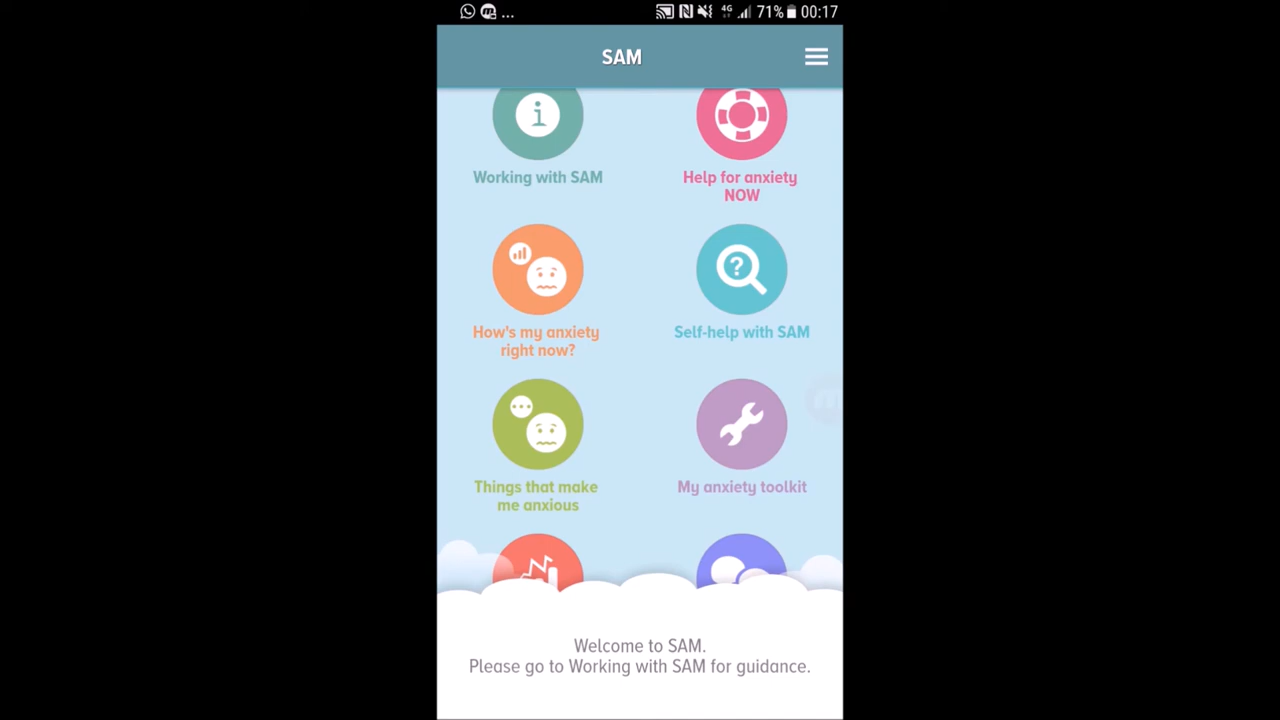 ... 4G 71% 00:17
SAM
Working with SAM
Help for anxiety
NOW
How's my anxiety
right now?
Self-help with SAM
Things that make
me anxious
My anxiety toolkit
Welcome to SAM.
Please go to Working with SAM for guidance.